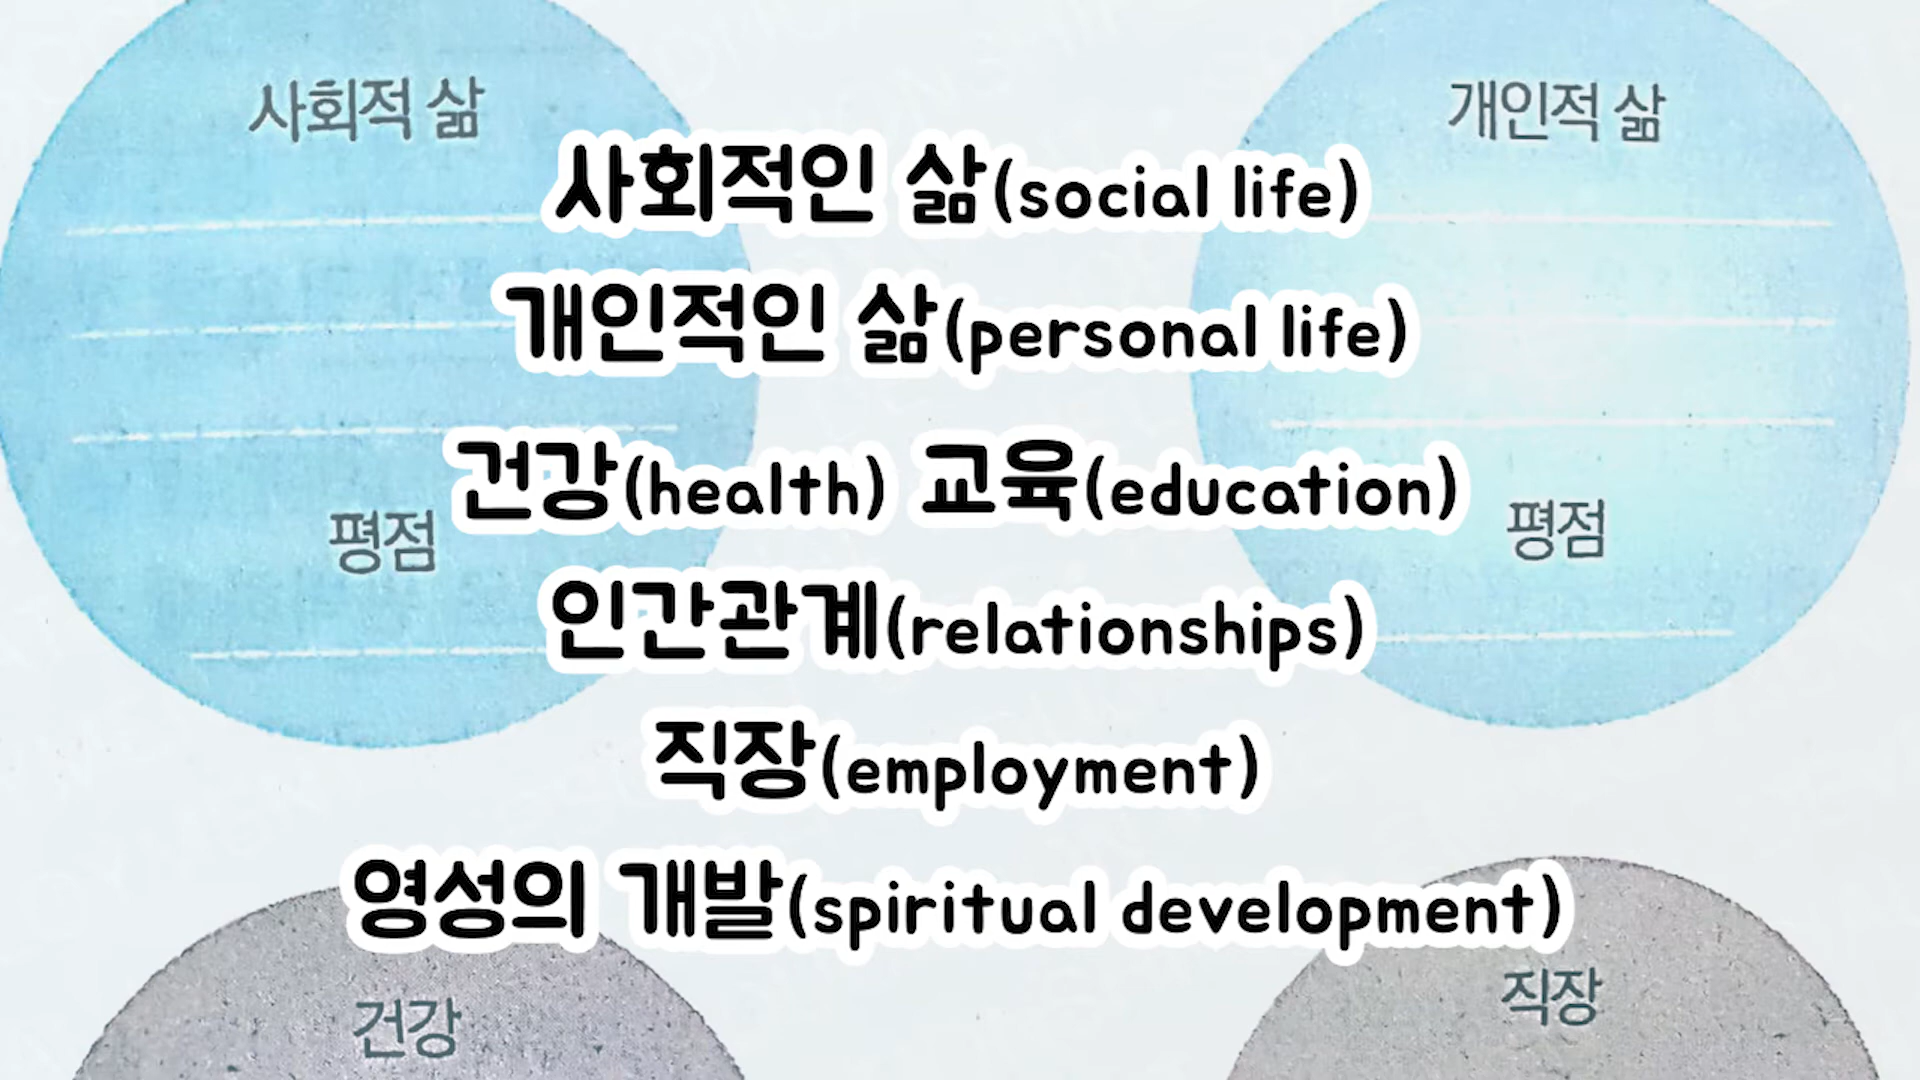 사회적 삶
개인적 삶
사회적인 삶(social life)
개인적인 삶(personal life)
건강(health) 교육(education)
평점
평점
인간관계(relationships)
직장(employment)
영성의 개발(spiritual development)
건강
직장